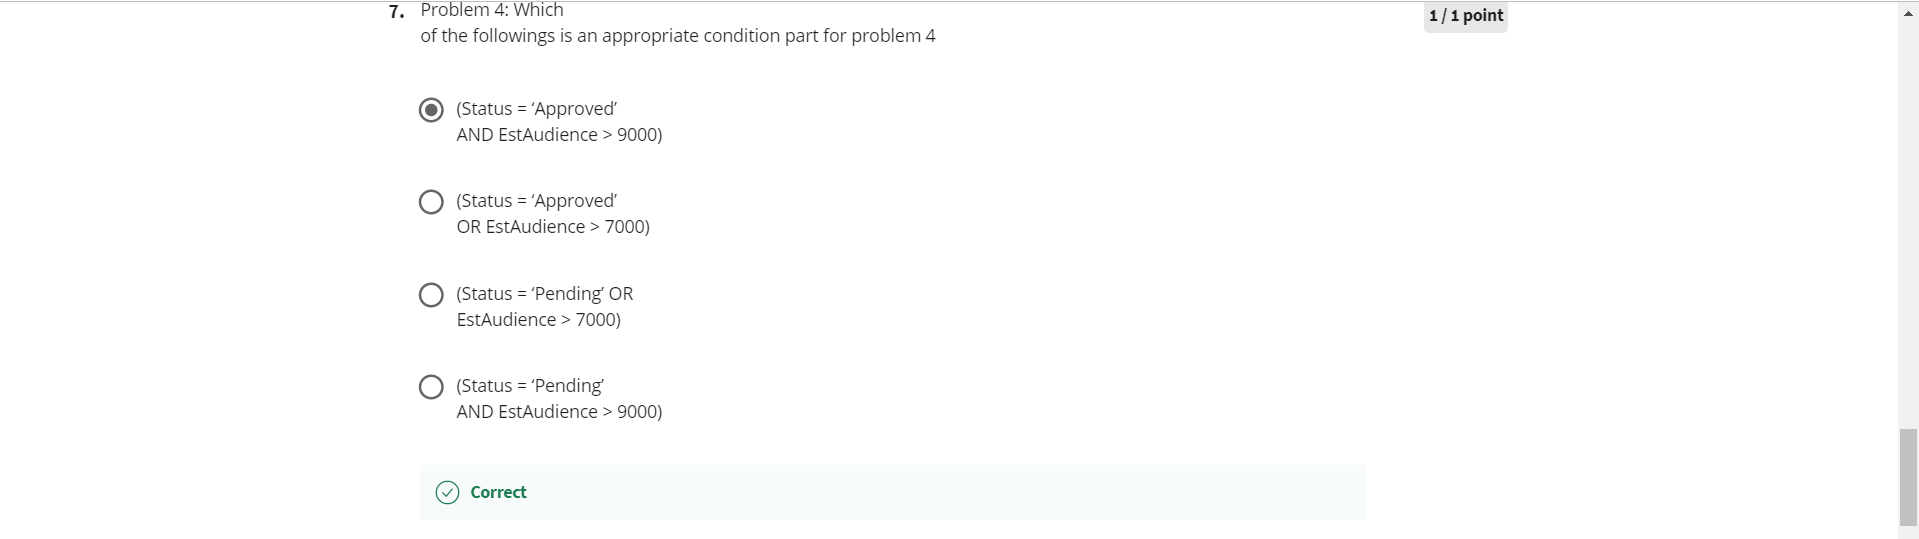 7. Problem 4: Which
1 / 1 point
of the followings is an appropriate condition part for problem 4
(Status = ‘Approved’
AND EstAudience > 9000)
(Status = ‘Approved’
OR EstAudience > 7000)
(Status = ‘Pending’ OR
EstAudience > 7000)
(Status = ‘Pending’
AND EstAudience > 9000)
Correct